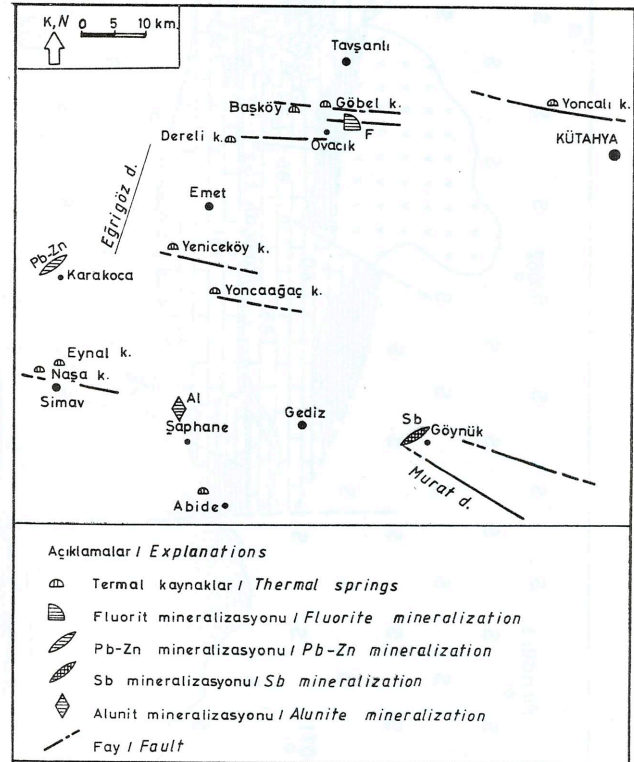 K, N 0 5 10 km.
Tavşanlı
Başköy
Göbel k.
Yoncalı k.
F
Dereli k.
Ovacık
KÜTAHYA
Eğrigöz d.
Emet
Pb-Zn
Karakoca
Yeniceköy k.
Yoncaağaç k.
Eynal k.
Naşa k.
Simav
Al
Şaphane
Gediz
Sb
Göynük
Murat d.
Abide
Açıklamalar / Explanations
Termal kaynaklar / Thermal springs
Fluorit mineralizasyonu / Fluorite mineralization
Pb-Zn mineralizasyonu / Pb-Zn mineralization
Sb mineralizasyonu / Sb mineralization
Alunit mineralizasyonu / Alunite mineralization
Fay / Fault